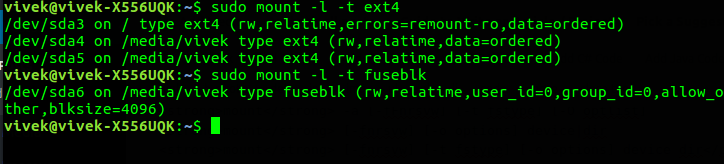 vivek@vivek-X556UQK:~$ sudo mount -l -t ext4
/dev/sda3 on / type ext4 (rw,relatime,errors=remount-ro,data=ordered)
/dev/sda4 on /media/vivek type ext4 (rw,relatime,data=ordered)
/dev/sda5 on /media/vivek type ext4 (rw,relatime,data=ordered)
vivek@vivek-X556UQK:~$ sudo mount -l -t fuseblk
/dev/sda6 on /media/vivek type fuseblk (rw,relatime,user_id=0,group_id=0,allow_o
ther,blksize=4096)
vivek@vivek-X556UQK:~$